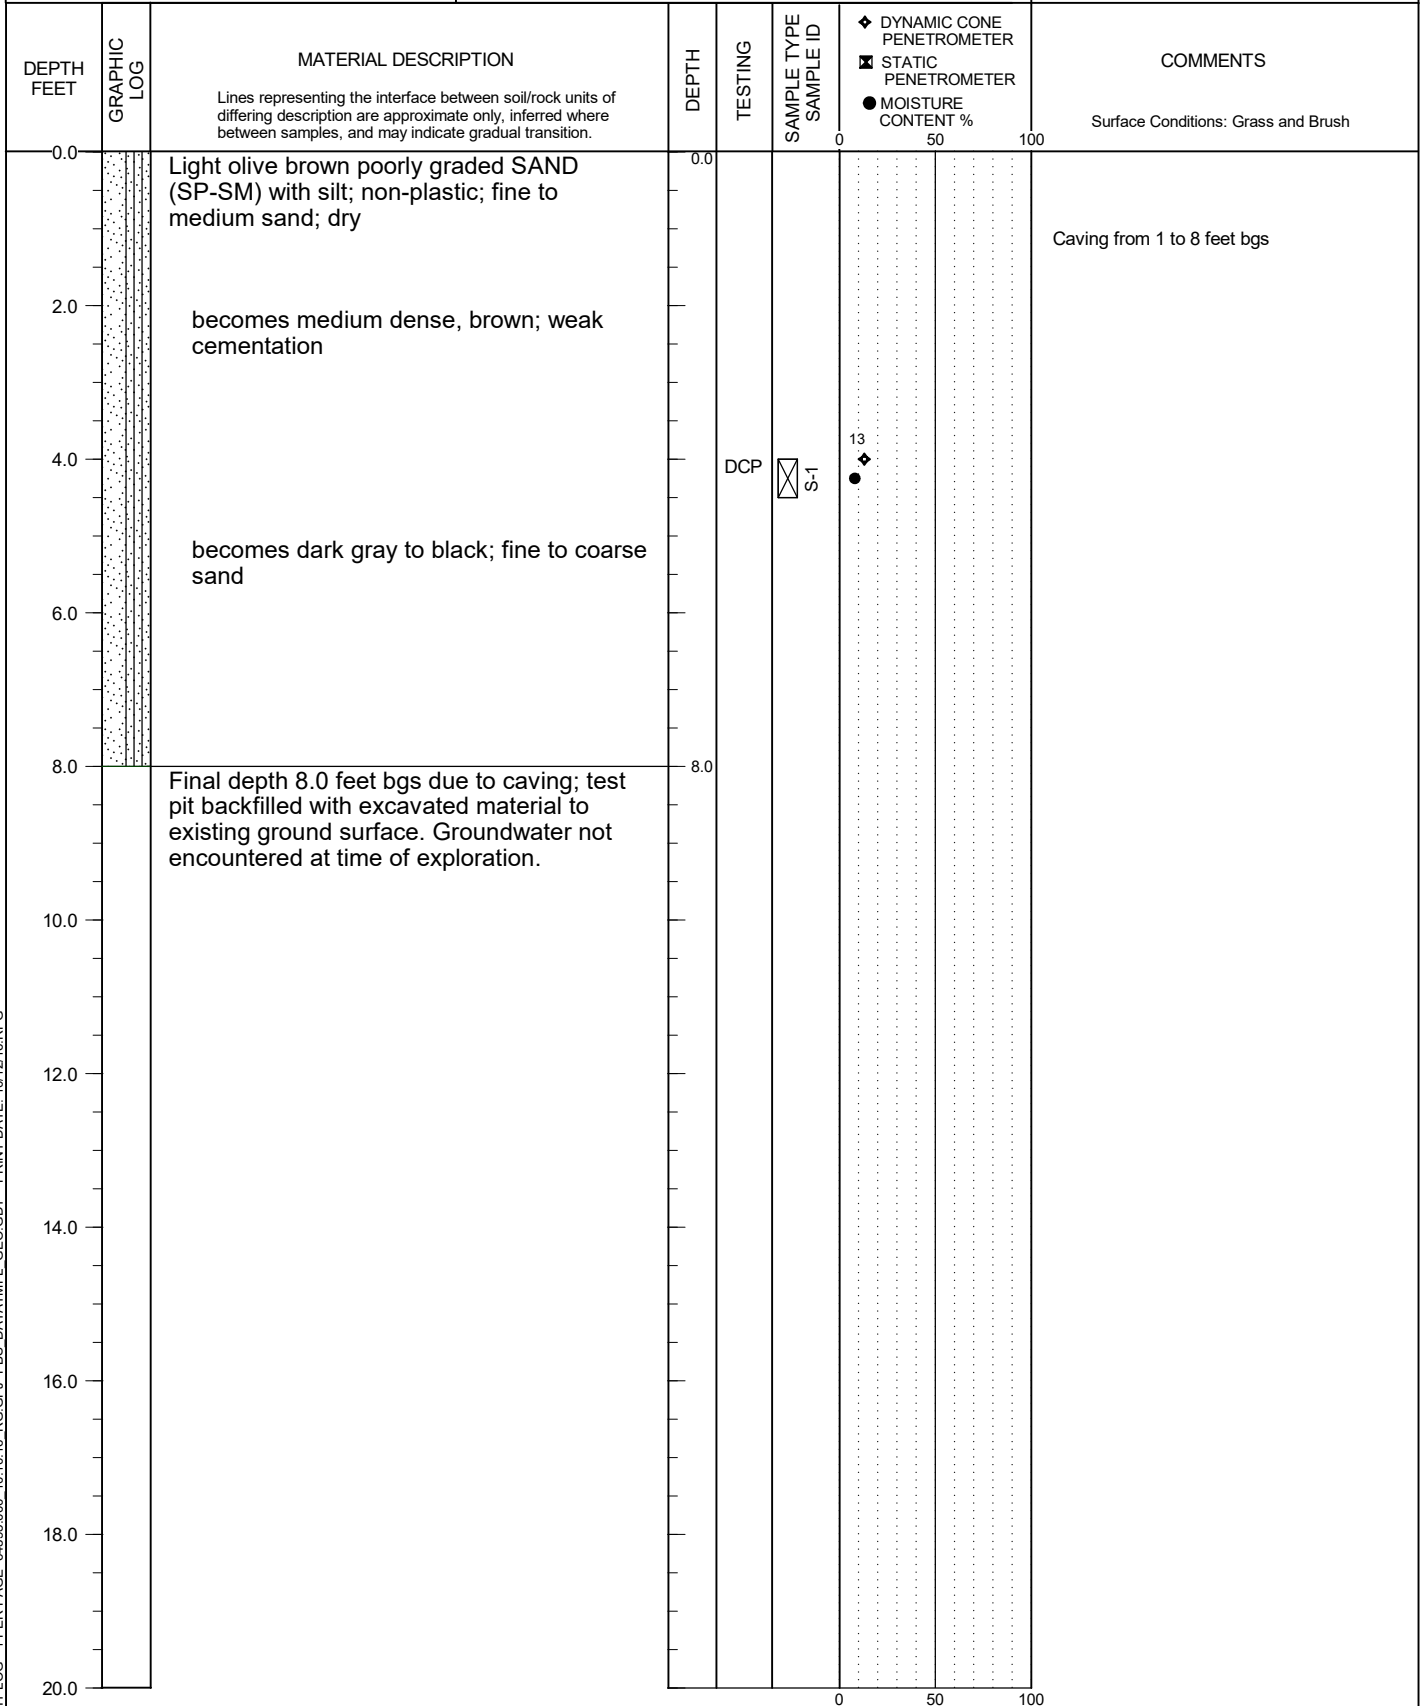 DEPTH
FEET
GRAPHIC
LOG
MATERIAL DESCRIPTION
Lines representing the interface between soil/rock units of
differing description are approximate only, inferred where
between samples, and may indicate gradual transition.
DEPTH
TESTING
SAMPLE TYPE
SAMPLE ID
DYNAMIC CONE
PENETROMETER
STATIC
PENETROMETER
MOISTURE
CONTENT %
0 50 100
COMMENTS
Surface Conditions: Grass and Brush
0.0
Light olive brown poorly graded SAND
(SP-SM) with silt; non-plastic; fine to
medium sand; dry
0.0
Caving from 1 to 8 feet bgs
2.0
becomes medium dense, brown; weak
cementation
13
4.0
DCP
S-1
becomes dark gray to black; fine to coarse
sand
6.0
8.0
8.0
Final depth 8.0 feet bgs due to caving; test
pit backfilled with excavated material to
existing ground surface. Groundwater not
encountered at time of exploration.
10.0
12.0
14.0
16.0
18.0
20.0
0 50 100